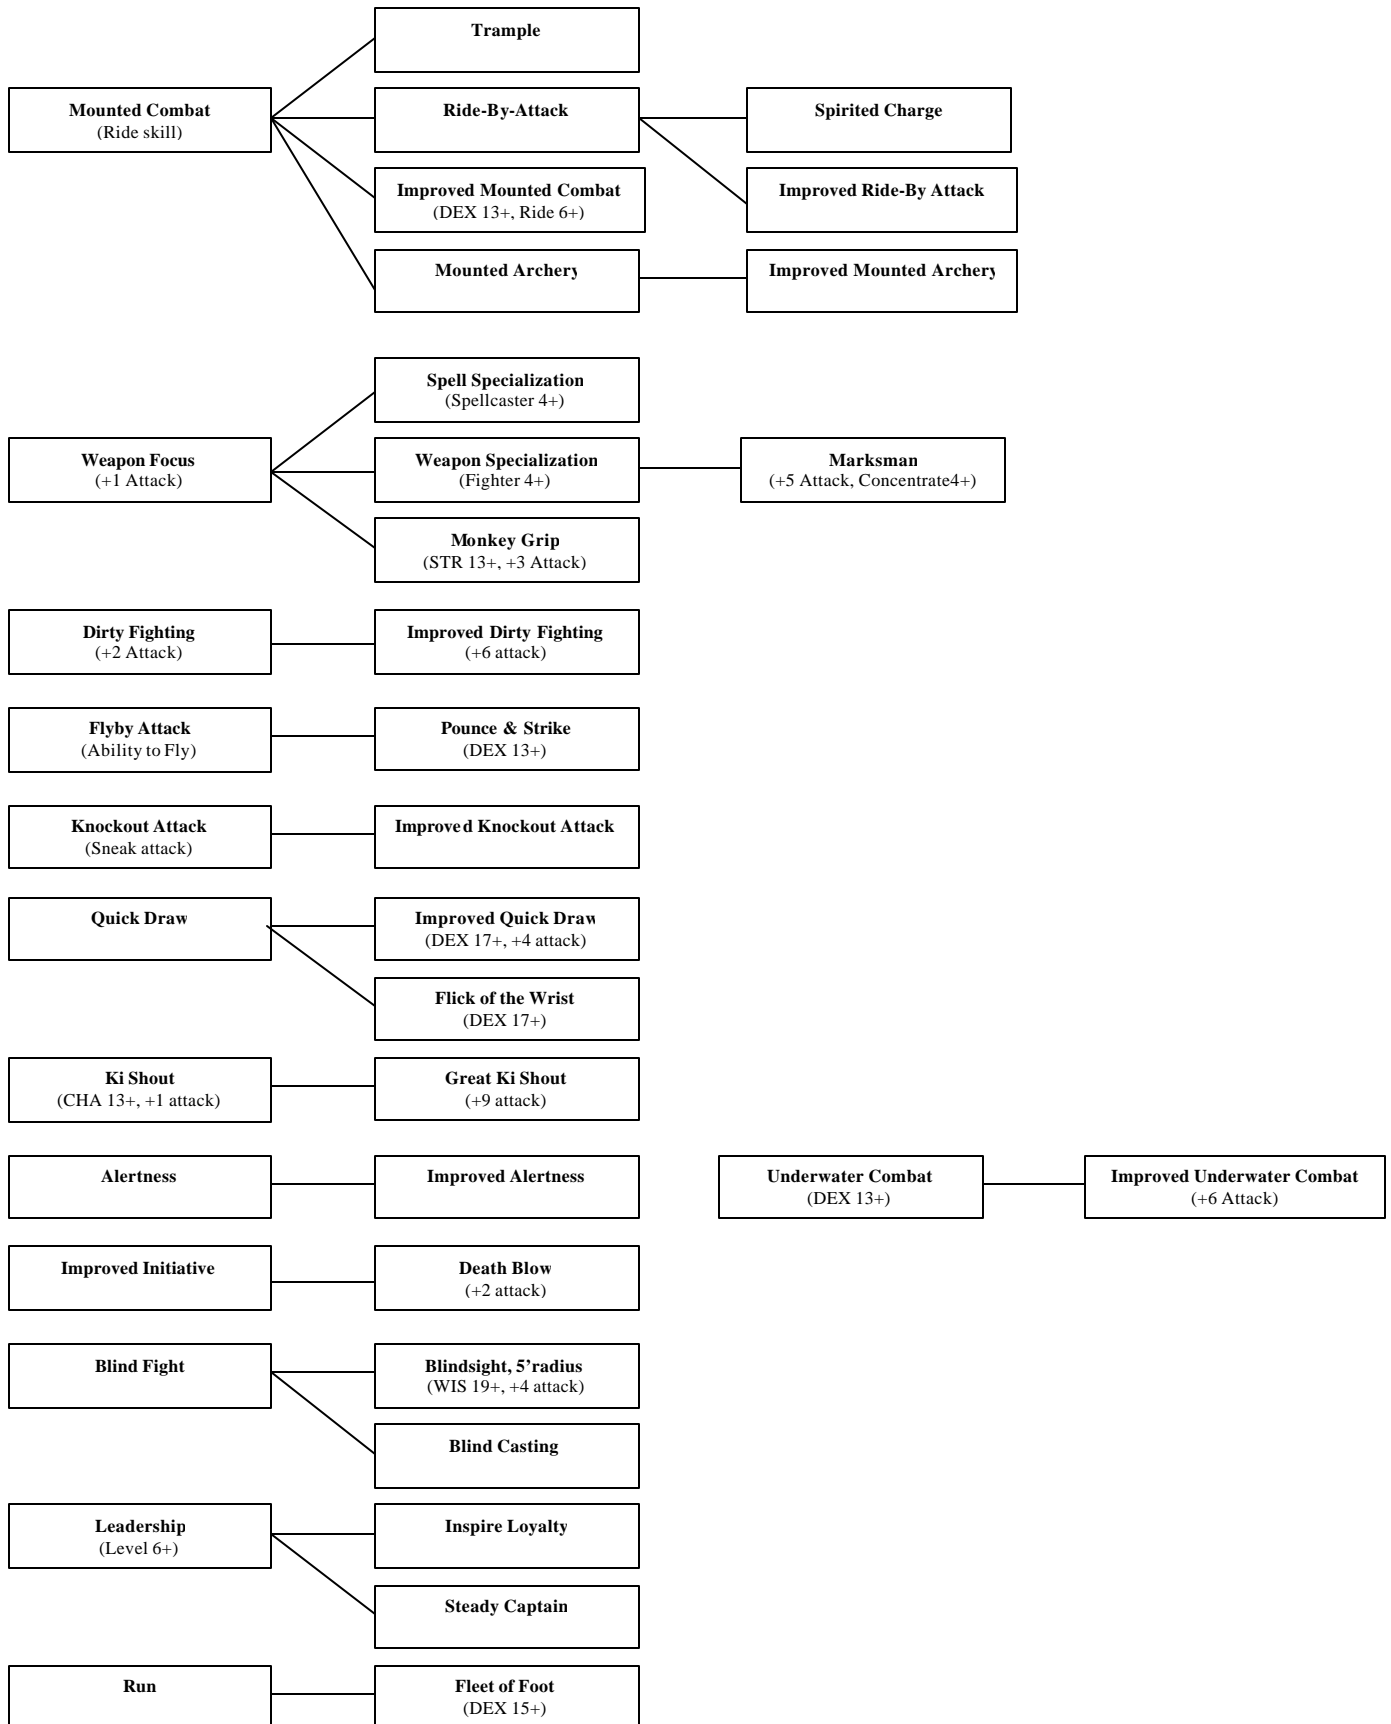 Trample
Mounted Combat
(Ride skill)
Ride-By-Attack
Spirited Charge
Improved Mounted Combat
(DEX 13+, Ride 6+)
Improved Ride-By Attack
Mounted Archery
Improved Mounted Archery
Spell Specialization
(Spellcaster 4+)
Weapon Focus
(+1 Attack)
Weapon Specialization
(Fighter 4+)
Marksman
(+5 Attack, Concentrate4+)
Monkey Grip
(STR 13+, +3 Attack)
Dirty Fighting
(+2 Attack)
Improved Dirty Fighting
(+6 attack)
Flyby Attack
(Ability to Fly)
Pounce & Strike
(DEX 13+)
Knockout Attack
(Sneak attack)
Improved Knockout Attack
Quick Draw
Improved Quick Draw
(DEX 17+, +4 attack)
Flick of the Wrist
(DEX 17+)
Ki Shout
(CHA 13+, +1 attack)
Great Ki Shout
(+9 attack)
Alertness
Improved Alertness
Underwater Combat
(DEX 13+)
Improved Underwater Combat
(+6 Attack)
Improved Initiative
Death Blow
(+2 attack)
Blind Fight
Blindsight, 5’radius
(WIS 19+, +4 attack)
Blind Casting
Leadership
(Level 6+)
Inspire Loyalty
Steady Captain
Run
Fleet of Foot
(DEX 15+)